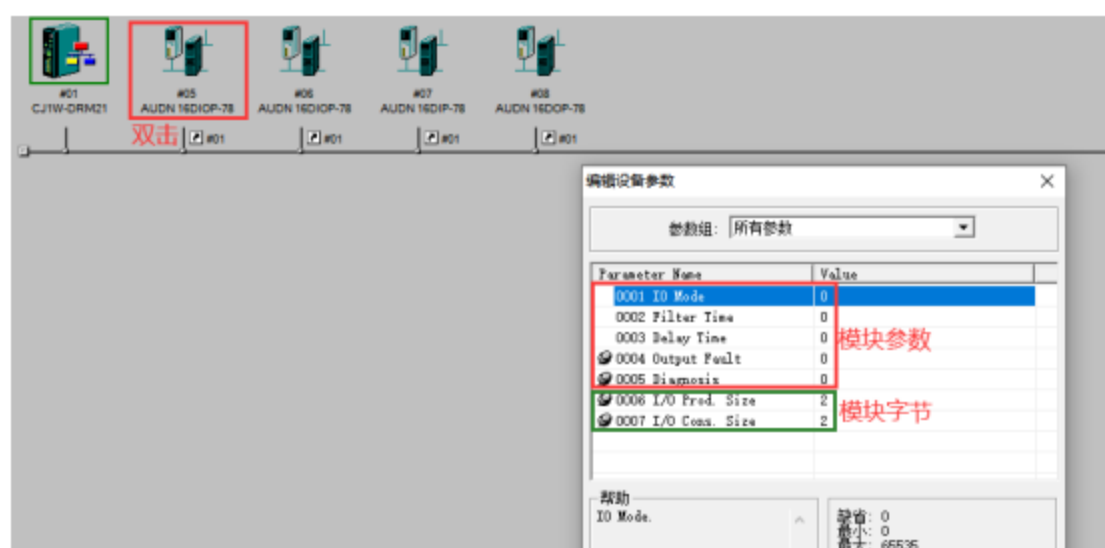 #01
CJ1W-DRM21
#05
AUDN 16DIOP-78
#06
AUDN 16DIOP-78
#07
AUDN 16DIP-78
#08
AUDN 16DOP-78
双击
#01
#01
#01
#01
编辑设备参数
参数组: 所有参数
Parameter Name Value
0001 IO Mode 0
0002 Filter Time 0
0003 Delay Time 0
模块参数
0004 Output Fault 0
0005 Diagnosis 0
0006 I/O Prod. Size 2
模块字节
0007 I/O Cons. Size 2
帮助
IO Mode.
缺省: 0
最小: 0
最大: 65535